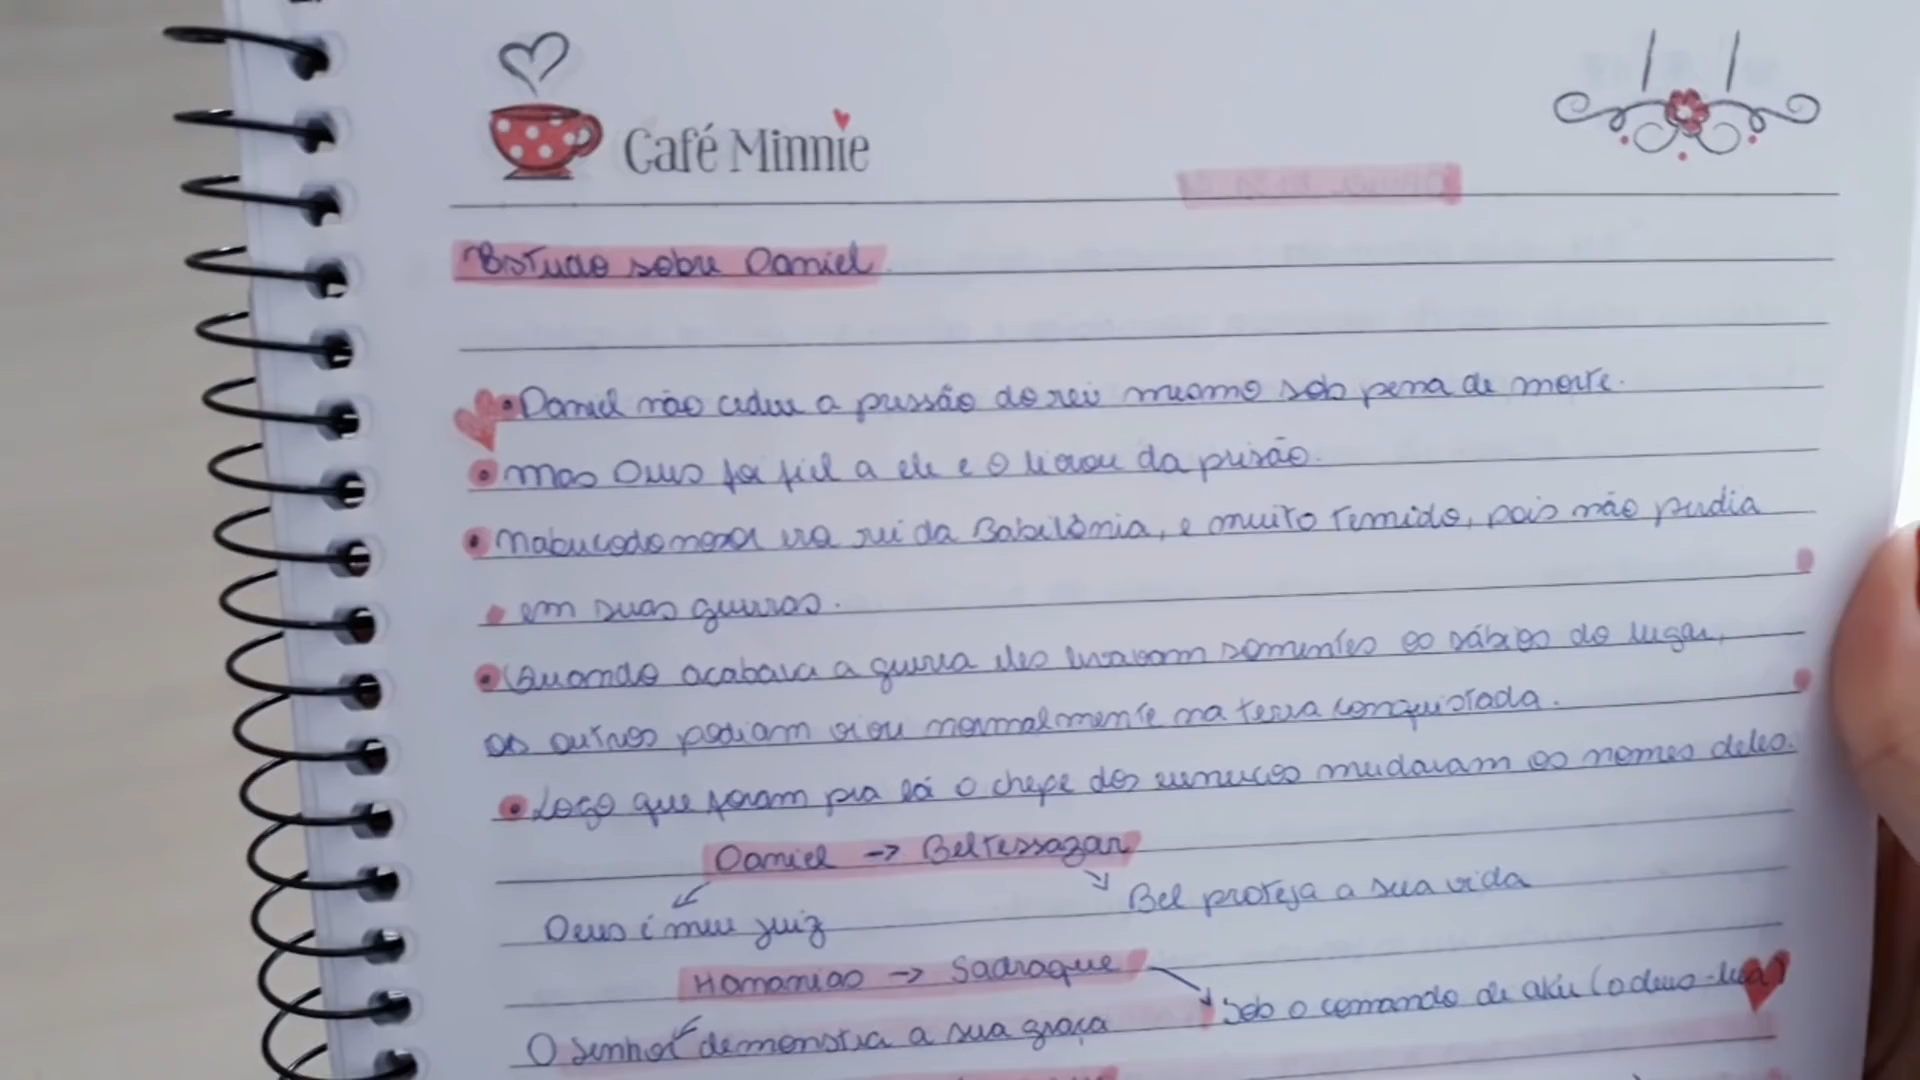 Café Minnie
/ /
Estudo sobre Daniel
• Daniel não cedeu a pressão do rei mesmo sob pena de morte.
• Mas Deus foi fiel a ele e o livrou da prisão.
• Nabucodonozol era rei da Babilônia, e muito temido, pois não perdia
• em suas guerras.
• Quando acabava a guerra eles levavam somentes os sábios do lugar,
os outros podiam viver normalmente na terra conquistada.
• Logo que foram pra lá o chefe dos eunucos mudaram os nomes deles.
Daniel → Beltessazar
Deus é meu juiz
Bel proteja a sua vida
Hananias → Sadraque
Sob o comando de aku (o deus-lua)
O senhor demonstra a sua graça